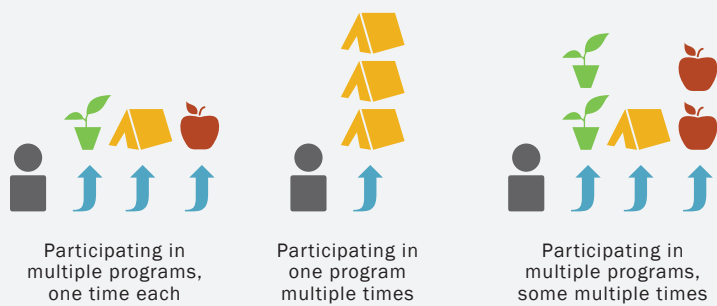 Participating in
multiple programs,
one time each
Participating in
one program
multiple times
Participating in
multiple programs,
some multiple times